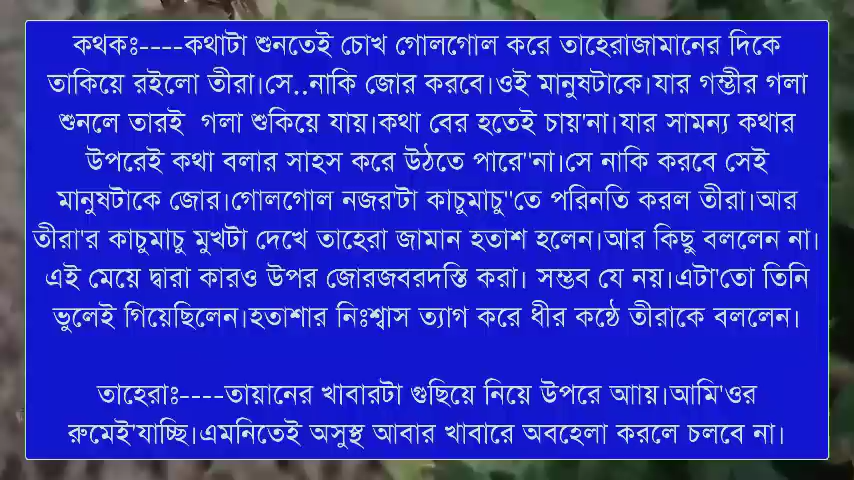 কথকঃ----কথাটা শুনতেই চোখ গোলগোল করে তাহেরাজামানের দিকে
তাকিয়ে রইলো তীরা।সে..নাকি জোর করবে।ওই মানুষটাকে।যার গম্ভীর গলা
শুনলে তারই গলা শুকিয়ে যায়।কথা বের হতেই চায়'না।যার সামন্য কথার
উপরেই কথা বলার সাহস করে উঠতে পারে"না।সে নাকি করবে সেই
মানুষটাকে জোর।গোলগোল নজর'টা কাচুমাচু"তে পরিনতি করল তীরা।আর
তীরা'র কাচুমাচু মুখটা দেখে তাহেরা জামান হতাশ হলেন।আর কিছু বললেন না।
এই মেয়ে দ্বারা কারও উপর জোরজবরদস্তি করা। সম্ভব যে নয়।এটা'তো তিনি
ভুলেই গিয়েছিলেন।হতাশার নিঃশ্বাস ত্যাগ করে ধীর কন্ঠে তীরাকে বললেন।
তাহেরাঃ----তায়ানের খাবারটা গুছিয়ে নিয়ে উপরে আায়।আমি'ওর
রুমেই'যাচ্ছি।এমনিতেই অসুস্থ আবার খাবারে অবহেলা করলে চলবে না।